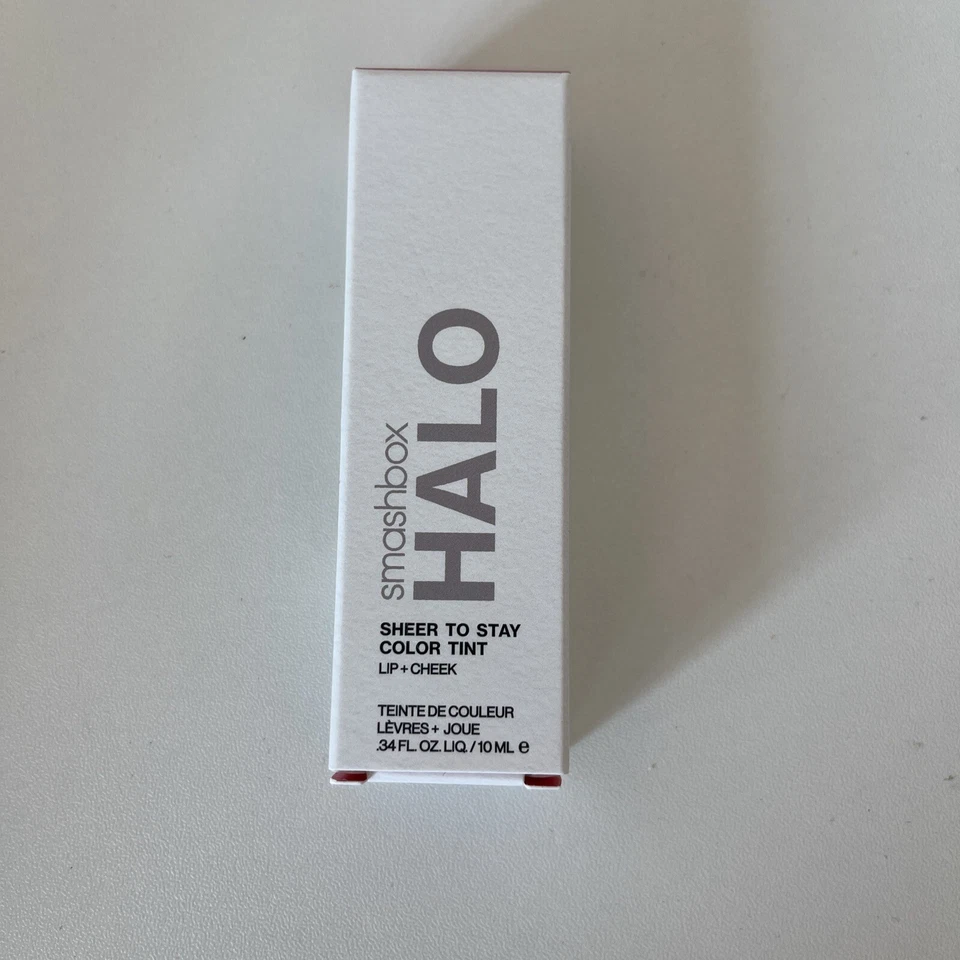 smashbox
HALO
SHEER TO STAY
COLOR TINT
LIP + CHEEK
TEINTE DE COULEUR
LÈVRES + JOUE
.34 FL. OZ. LIQ. / 10 ML ℮